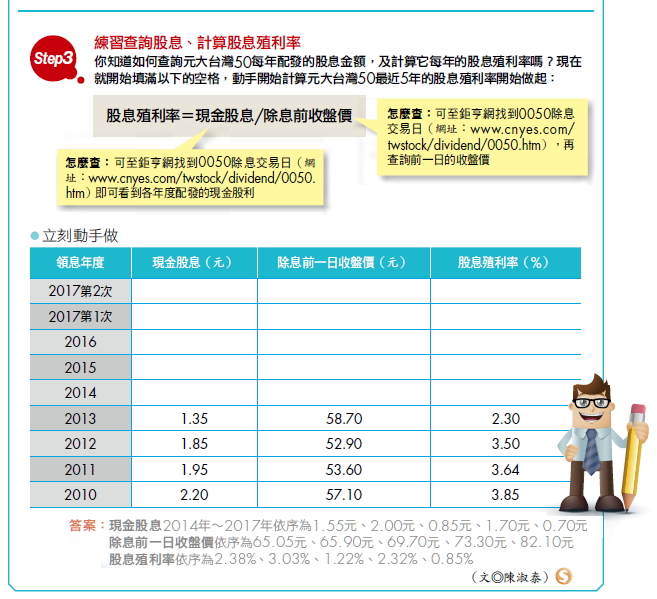 Step3
練習查詢股息、計算股息殖利率
你知道如何查詢元大台灣50每年配發的股息金額，及計算它每年的股息殖利率嗎？現在
就開始填滿以下的空格，動手開始計算元大台灣50最近5年的股息殖利率開始做起：
股息殖利率＝現金股息/除息前收盤價
怎麼查：可至鉅亨網找到0050除息
交易日（網址：www.cnyes.com/
twstock/dividend/0050.htm），再
查詢前一日的收盤價
怎麼查：可至鉅亨網找到0050除息交易日（網
址：www.cnyes.com/twstock/dividend/0050.
htm）即可看到各年度配發的現金股利
●立刻動手做
領息年度 現金股息（元） 除息前一日收盤價（元） 股息殖利率（%）
2017第2次
2017第1次
2016
2015
2014
2013 1.35 58.70 2.30
2012 1.85 52.90 3.50
2011 1.95 53.60 3.64
2010 2.20 57.10 3.85
答案：現金股息2014年～2017年依序為1.55元、2.00元、0.85元、1.70元、0.70元
除息前一日收盤價依序為65.05元、65.90元、69.70元、73.30元、82.10元
股息殖利率依序為2.38%、3.03%、1.22%、2.32%、0.85%
（文◎陳淑泰）S